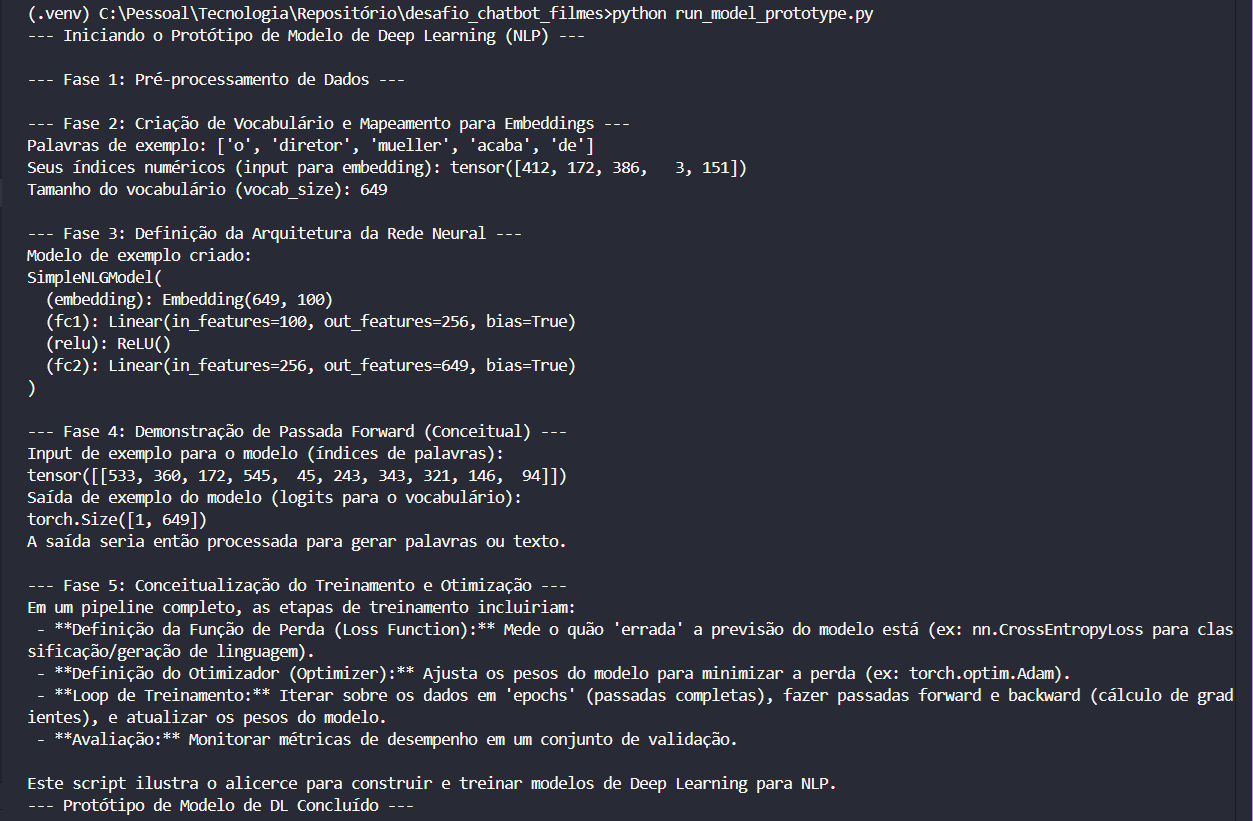 (.venv) C:\Pessoal\Tecnologia\Repositório\desafio_chatbot_filmes>python run_model_prototype.py
--- Iniciando o Protótipo de Modelo de Deep Learning (NLP) ---
--- Fase 1: Pré-processamento de Dados ---
--- Fase 2: Criação de Vocabulário e Mapeamento para Embeddings ---
Palavras de exemplo: ['o', 'diretor', 'mueller', 'acaba', 'de']
Seus índices numéricos (input para embedding): tensor([412, 172, 386,   3, 151])
Tamanho do vocabulário (vocab_size): 649
--- Fase 3: Definição da Arquitetura da Rede Neural ---
Modelo de exemplo criado:
SimpleNLGModel(
  (embedding): Embedding(649, 100)
  (fc1): Linear(in_features=100, out_features=256, bias=True)
  (relu): ReLU()
  (fc2): Linear(in_features=256, out_features=649, bias=True)
)
--- Fase 4: Demonstração de Passada Forward (Conceitual) ---
Input de exemplo para o modelo (índices de palavras):
tensor([[533, 360, 172, 545,  45, 243, 343, 321, 146,  94]])
Saída de exemplo do modelo (logits para o vocabulário):
torch.Size([1, 649])
A saída seria então processada para gerar palavras ou texto.
--- Fase 5: Conceitualização do Treinamento e Otimização ---
Em um pipeline completo, as etapas de treinamento incluiriam:
 - **Definição da Função de Perda (Loss Function):** Mede o quão 'errada' a previsão do modelo está (ex: nn.CrossEntropyLoss para clas
sificação/geração de linguagem).
 - **Definição do Otimizador (Optimizer):** Ajusta os pesos do modelo para minimizar a perda (ex: torch.optim.Adam).
 - **Loop de Treinamento:** Iterar sobre os dados em 'epochs' (passadas completas), fazer passadas forward e backward (cálculo de grad
ientes), e atualizar os pesos do modelo.
 - **Avaliação:** Monitorar métricas de desempenho em um conjunto de validação.
Este script ilustra o alicerce para construir e treinar modelos de Deep Learning para NLP.
--- Protótipo de Modelo de DL Concluído ---